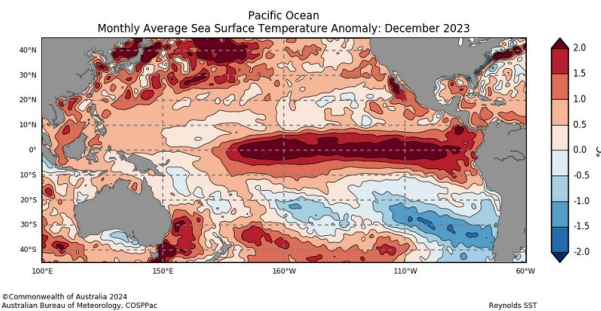 Pacific Ocean
Monthly Average Sea Surface Temperature Anomaly: December 2023
40°N
30°N
20°N
10°N
0°
10°S
20°S
30°S
40°S
100°E
150°E
160°W
110°W
60°W
2.0
1.5
1.0
0.5
0.0
-0.5
-1.0
-1.5
-2.0
°C
©Commonwealth of Australia 2024
Australian Bureau of Meteorology, COSPPac
Reynolds SST